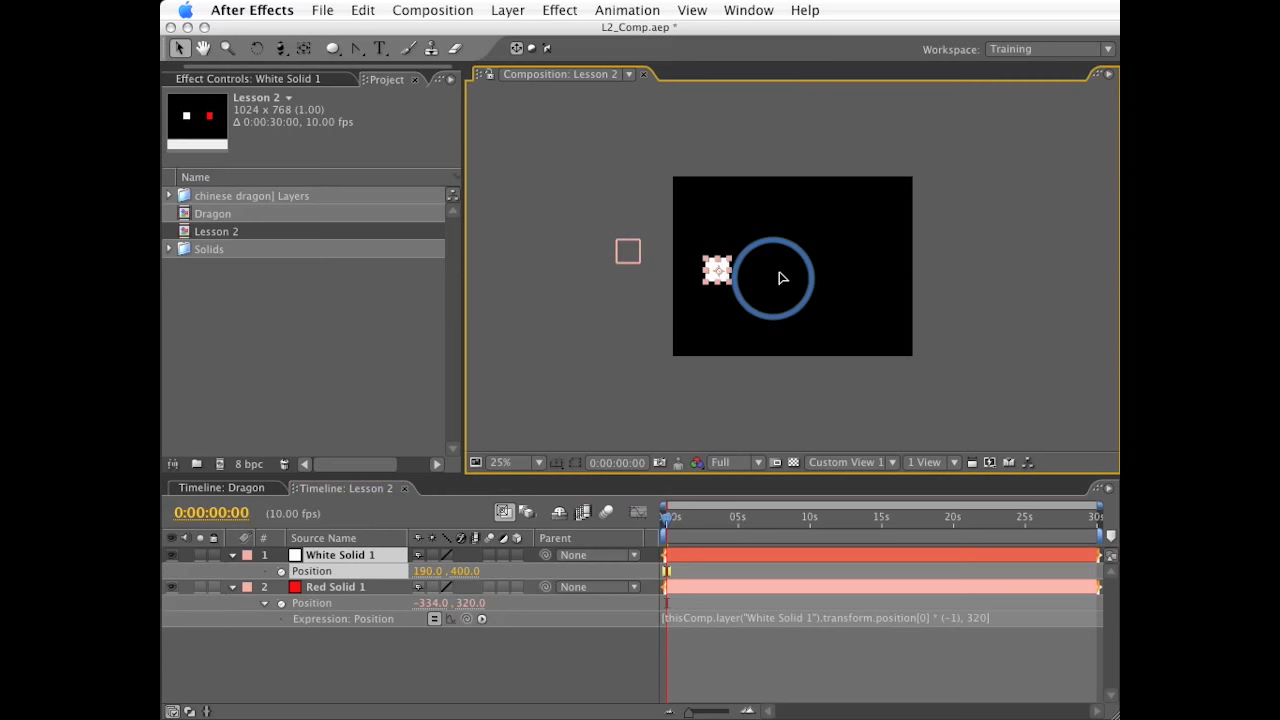 After Effects File Edit Composition Layer Effect Animation View Window Help
L2_Comp.aep *
Workspace: Training
Effect Controls: White Solid 1 Project
Composition: Lesson 2
Lesson 2
1024 x 768 (1.00)
Δ 0:00:30:00, 10.00 fps
Name
chinese dragon| Layers
Dragon
Lesson 2
Solids
8 bpc
25% 0:00:00:00 Full Custom View 1 1 View
Timeline: Dragon Timeline: Lesson 2
0:00:00:00 (10.00 fps)
00s 05s 10s 15s 20s 25s 30s
# Source Name Parent
1 White Solid 1 None
Position 190.0, 400.0
2 Red Solid 1 None
Position -334.0, 320.0
Expression: Position [thisComp.layer("White Solid 1").transform.position[0] * (-1), 320]